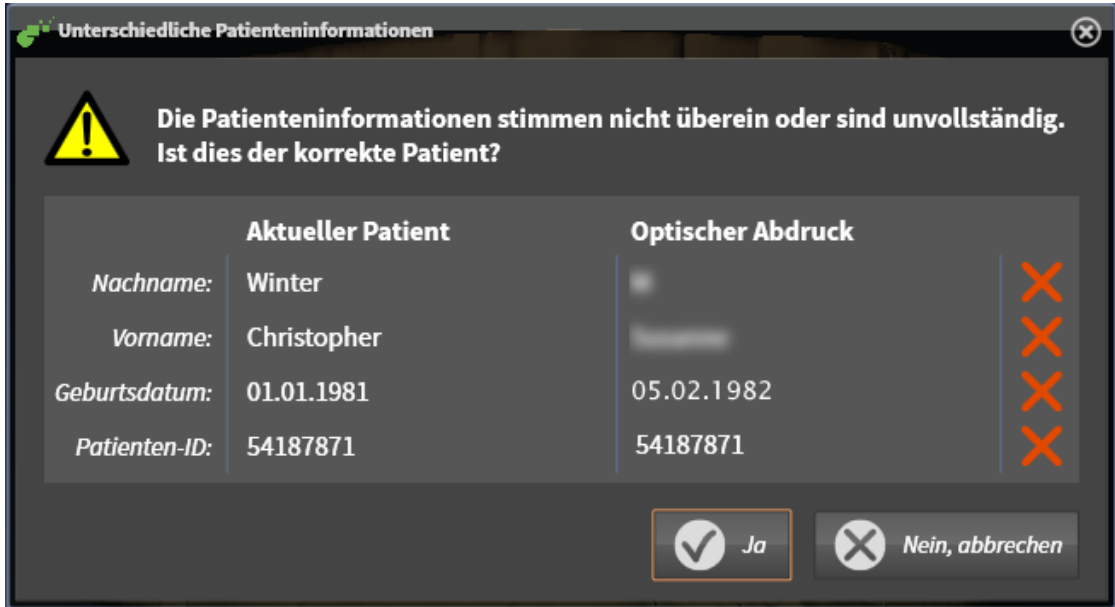 Unterschiedliche Patienteninformationen
Die Patienteninformationen stimmen nicht überein oder sind unvollständig.
Ist dies der korrekte Patient?
Aktueller Patient Optischer Abdruck
Nachname: Winter
Vorname: Christopher
Geburtsdatum: 01.01.1981 05.02.1982
Patienten-ID: 54187871 54187871
Ja Nein, abbrechen